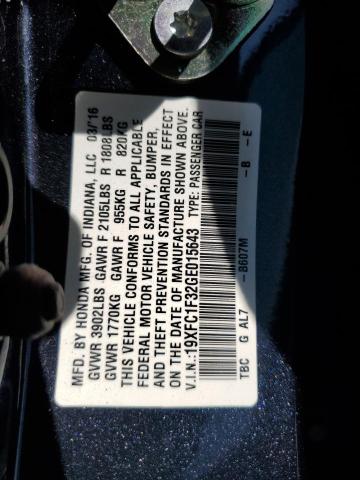 MFD. BY HONDA MFG. OF INDIANA, LLC 03/'16
GVWR 3902LBS GAWR F 2105LBS R 1808LBS
GVWR 1770KG GAWR F 955KG R 820KG
THIS VEHICLE CONFORMS TO ALL APPLICABLE
FEDERAL MOTOR VEHICLE SAFETY, BUMPER,
AND THEFT PREVENTION STANDARDS IN EFFECT
ON THE DATE OF MANUFACTURE SHOWN ABOVE.
V.I.N.:19XFC1F32GE015643 TYPE: PASSENGER CAR
TBC G AL7 - B607M - B - E